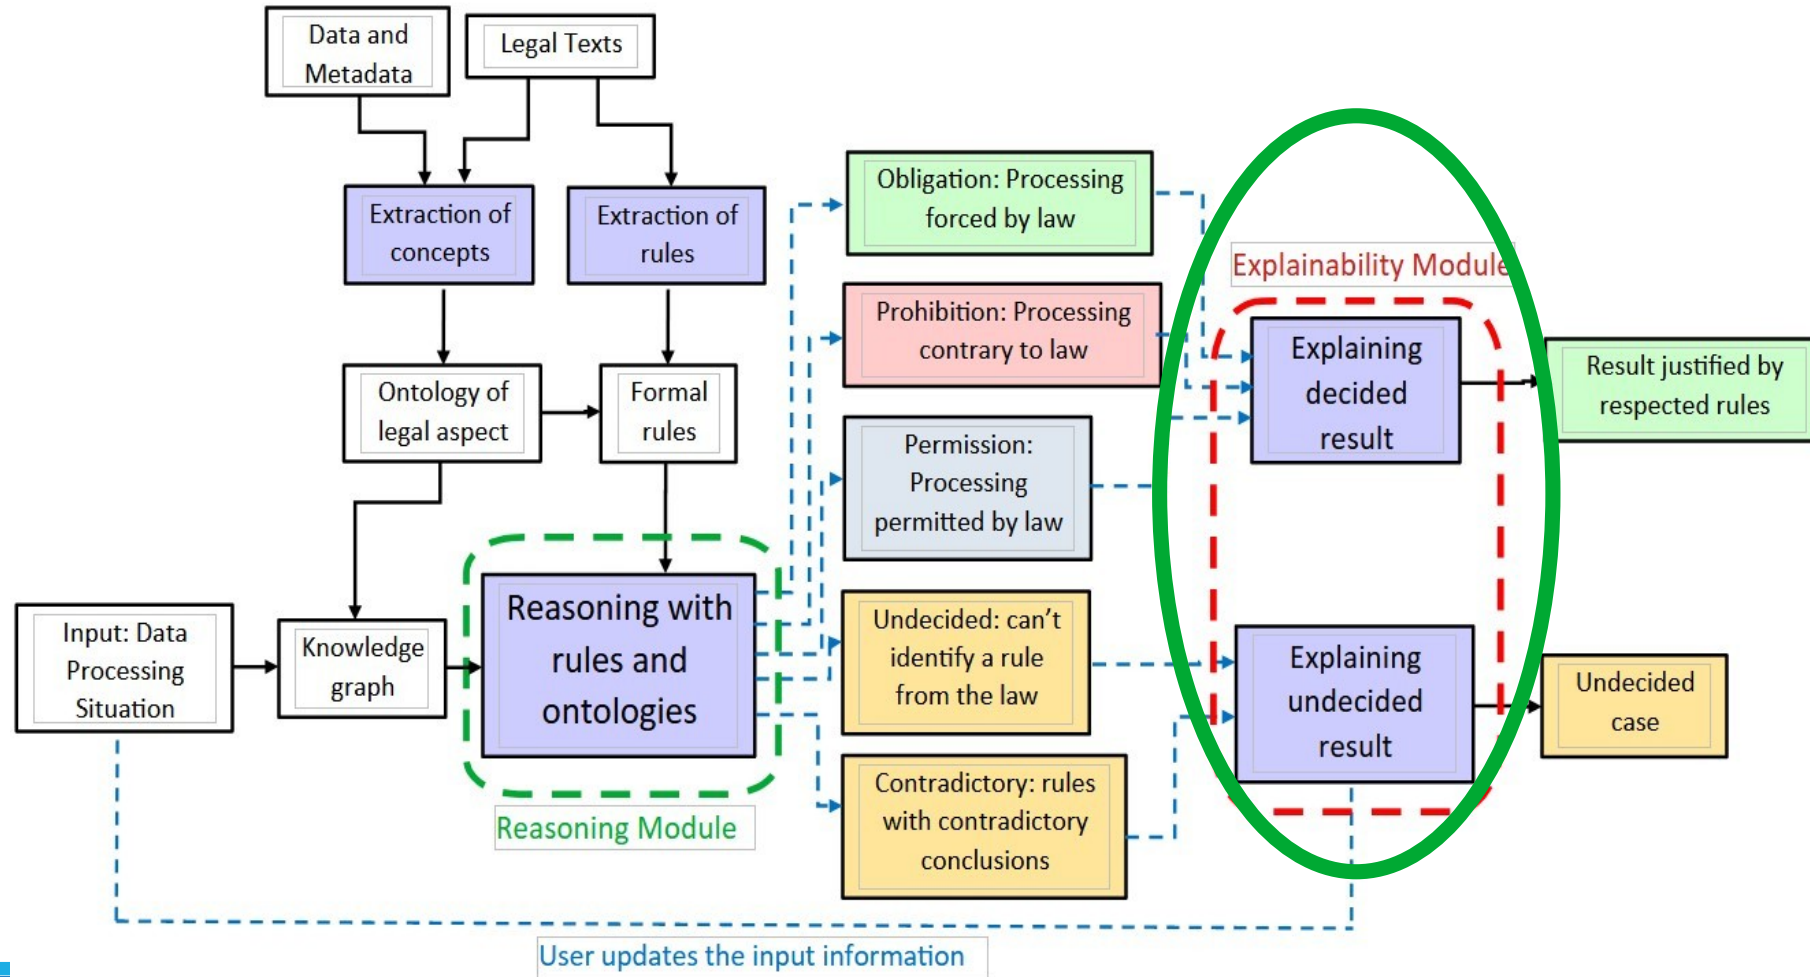 Data and
Metadata
Legal Texts
Extraction of
concepts
Extraction of
rules
Ontology of
legal aspect
Formal
rules
Input: Data
Processing
Situation
Knowledge
graph
Reasoning with
rules and
ontologies
Reasoning Module
Obligation: Processing
forced by law
Prohibition: Processing
contrary to law
Permission:
Processing
permitted by law
Undecided: can’t
identify a rule
from the law
Contradictory: rules
with contradictory
conclusions
Explainability Module
Explaining
decided
result
Explaining
undecided
result
Result justified by
respected rules
Undecided
case
User updates the input information